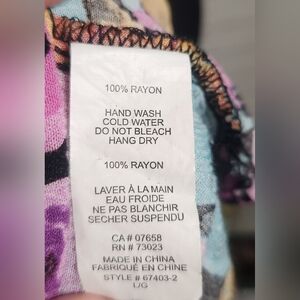 100% RAYON
HAND WASH
COLD WATER
DO NOT BLEACH
HANG DRY
100% RAYON
LAVER À LA MAIN
EAU FROIDE
NE PAS BLANCHIR
SECHER SUSPENDU
CA # 07658
RN # 73023
MADE IN CHINA
FABRIQUÉ EN CHINE
STYLE # 67403-2
L/G